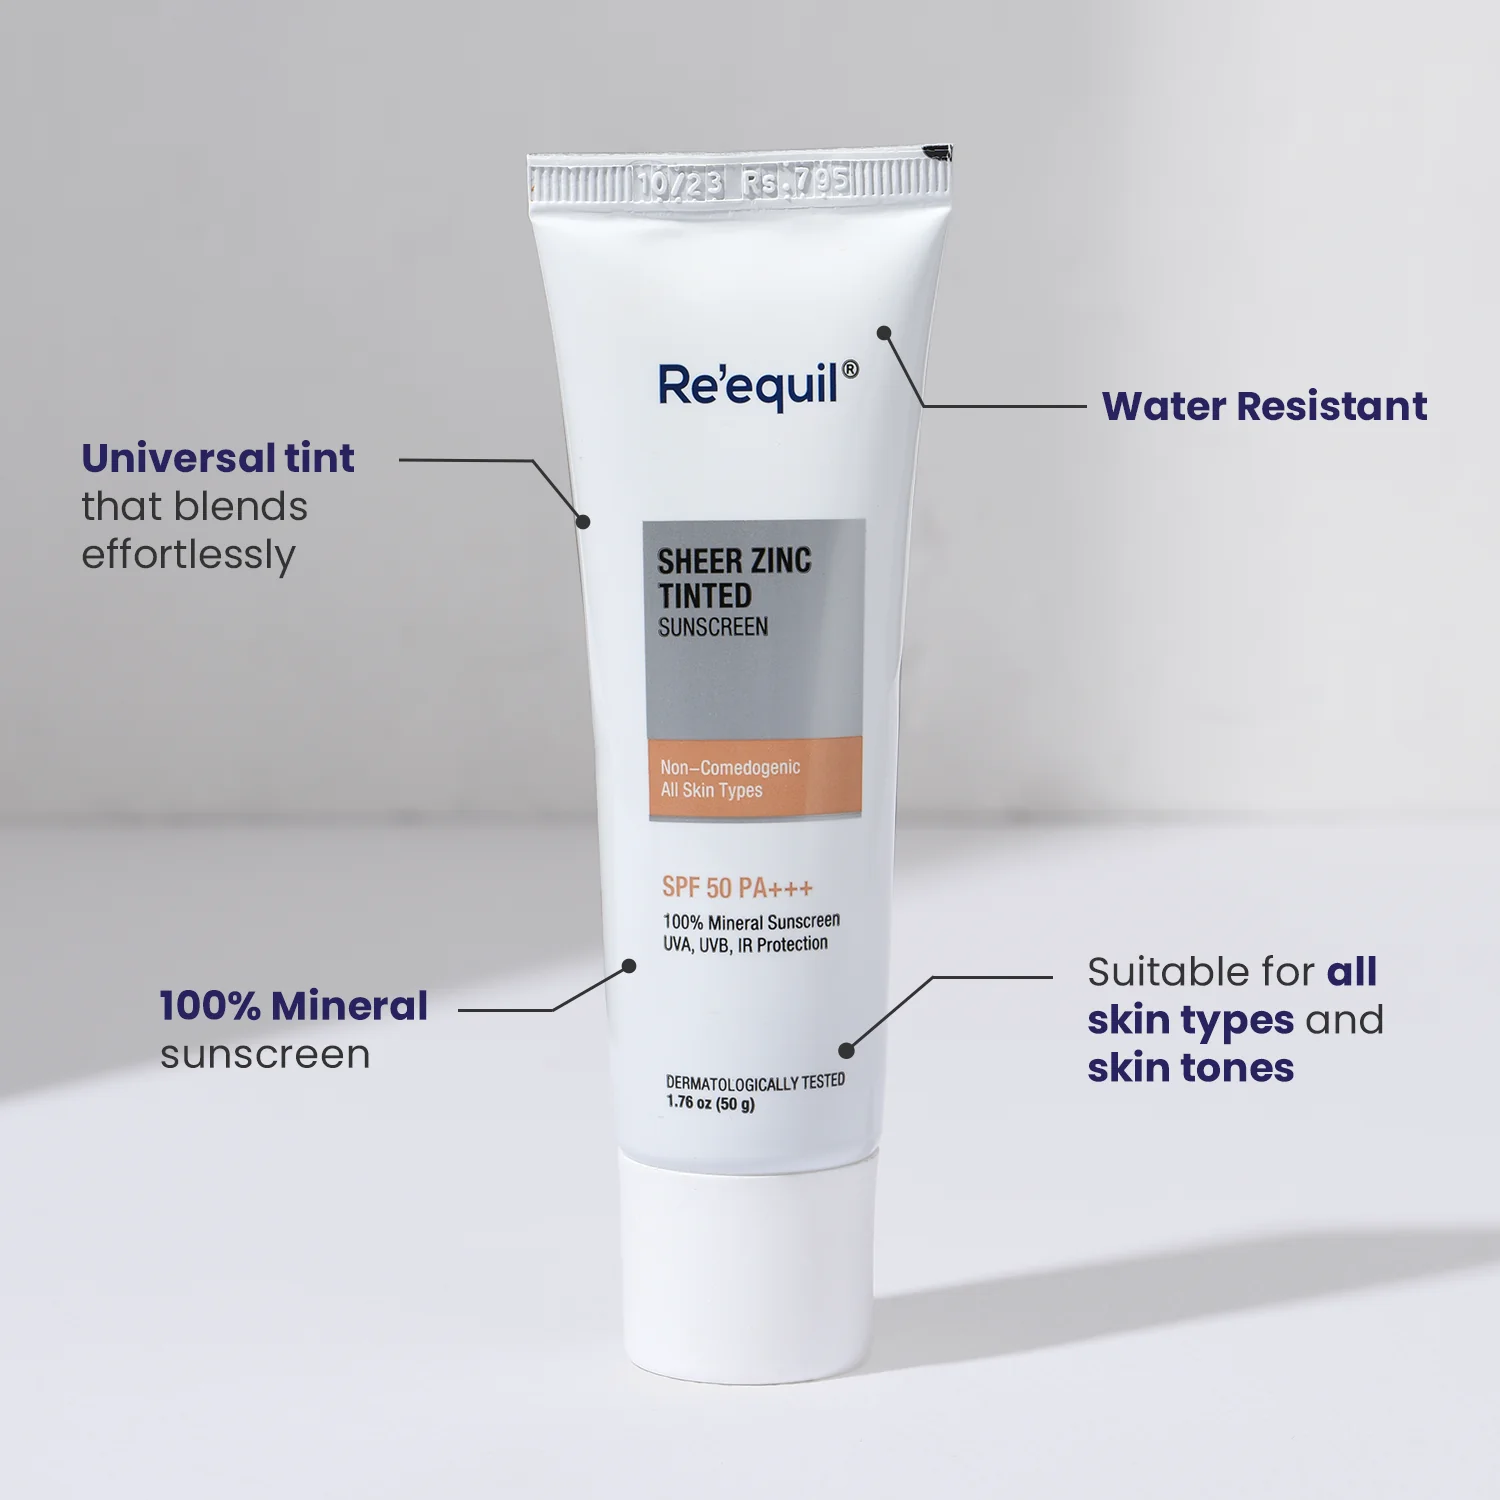 10/23 Rs.795
Re'equil®
Water Resistant
Universal tint
that blends
effortlessly
SHEER ZINC
TINTED
SUNSCREEN
Non-Comedogenic
All Skin Types
SPF 50 PA+++
100% Mineral Sunscreen
UVA, UVB, IR Protection
100% Mineral
sunscreen
Suitable for all
skin types and
skin tones
DERMATOLOGICALLY TESTED
1.76 oz (50 g)